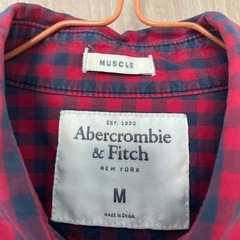 MUSCLE
EST. 1892
Abercrombie
& Fitch
NEW YORK
M
MADE IN CHINA